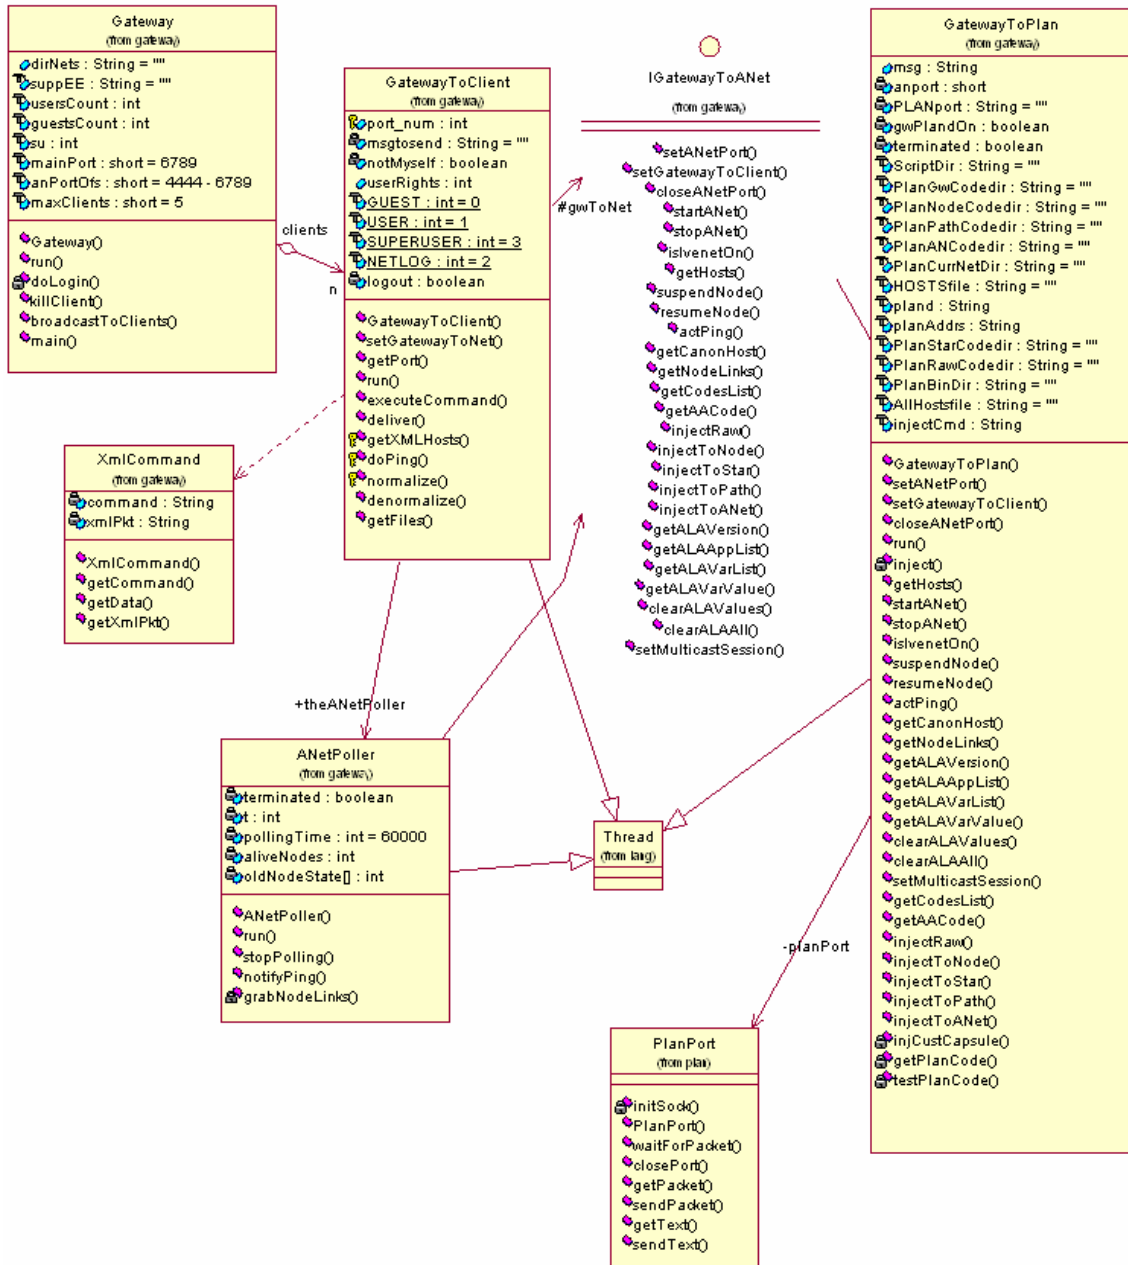 Gateway
(from gateway)
dirNets : String = ""
suppEE : String = ""
usersCount : int
guestsCount : int
su : int
mainPort : short = 6789
anPortOfs : short = 4444 - 6789
maxClients : short = 5
Gateway()
run()
doLogin()
killClient()
broadcastToClients()
main()
clients
n
GatewayToClient
(from gateway)
port_num : int
msgtosend : String = ""
notMyself : boolean
userRights : int
GUEST : int = 0
USER : int = 1
SUPERUSER : int = 3
NETLOG : int = 2
logout : boolean
GatewayToClient()
setGatewayToNet()
getPort()
run()
executeCommand()
deliver()
getXMLHosts()
doPing()
normalize()
denormalize()
getFiles()
#gwToNet
IGatewayToANet
(from gateway)
setANetPort()
setGatewayToClient()
closeANetPort()
startANet()
stopANet()
isIvenetOn()
getHosts()
suspendNode()
resumeNode()
actPing()
getCanonHost()
getNodeLinks()
getCodesList()
getAACode()
injectRaw()
injectToNode()
injectToStar()
injectToPath()
injectToANet()
getALAVersion()
getALAAppList()
getALAVarList()
getALAVarValue()
clearALAValues()
clearALAAll()
setMulticastSession()
GatewayToPlan
(from gateway)
msg : String
anport : short
PLANport : String = ""
gwPlandOn : boolean
terminated : boolean
ScriptDir : String = ""
PlanGwCodedir : String = ""
PlanNodeCodedir : String = ""
PlanPathCodedir : String = ""
PlanANCodedir : String = ""
PlanCurrNetDir : String = ""
HOSTSfile : String = ""
pland : String
planAddrs : String
PlanStarCodedir : String = ""
PlanRawCodedir : String = ""
PlanBinDir : String = ""
AllHostsfile : String = ""
injectCmd : String
GatewayToPlan()
setANetPort()
setGatewayToClient()
closeANetPort()
run()
inject()
getHosts()
startANet()
stopANet()
isIvenetOn()
suspendNode()
resumeNode()
actPing()
getCanonHost()
getNodeLinks()
getALAVersion()
getALAAppList()
getALAVarList()
getALAVarValue()
clearALAValues()
clearALAAll()
setMulticastSession()
getCodesList()
getAACode()
injectRaw()
injectToNode()
injectToStar()
injectToPath()
injectToANet()
injCustCapsule()
getPlanCode()
testPlanCode()
XmlCommand
(from gateway)
command : String
xmlPkt : String
XmlCommand()
getCommand()
getData()
getXmlPkt()
+theANetPoller
ANetPoller
(from gateway)
terminated : boolean
t : int
pollingTime : int = 60000
aliveNodes : int
oldNodeState[] : int
ANetPoller()
run()
stopPolling()
notifyPing()
grabNodeLinks()
Thread
(from lang)
-planPort
PlanPort
(from plan)
initSock()
PlanPort()
waitForPacket()
closePort()
getPacket()
sendPacket()
getText()
sendText()